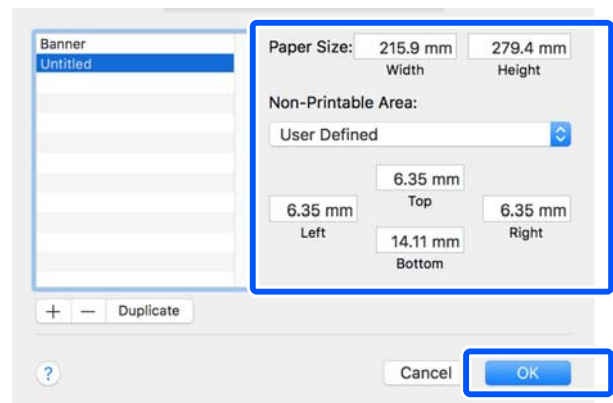 Banner
Untitled
Paper Size: 215.9 mm 279.4 mm
Width Height
Non-Printable Area:
User Defined
6.35 mm
Top
6.35 mm 6.35 mm
Left Right
14.11 mm
Bottom
+ − Duplicate
? Cancel OK